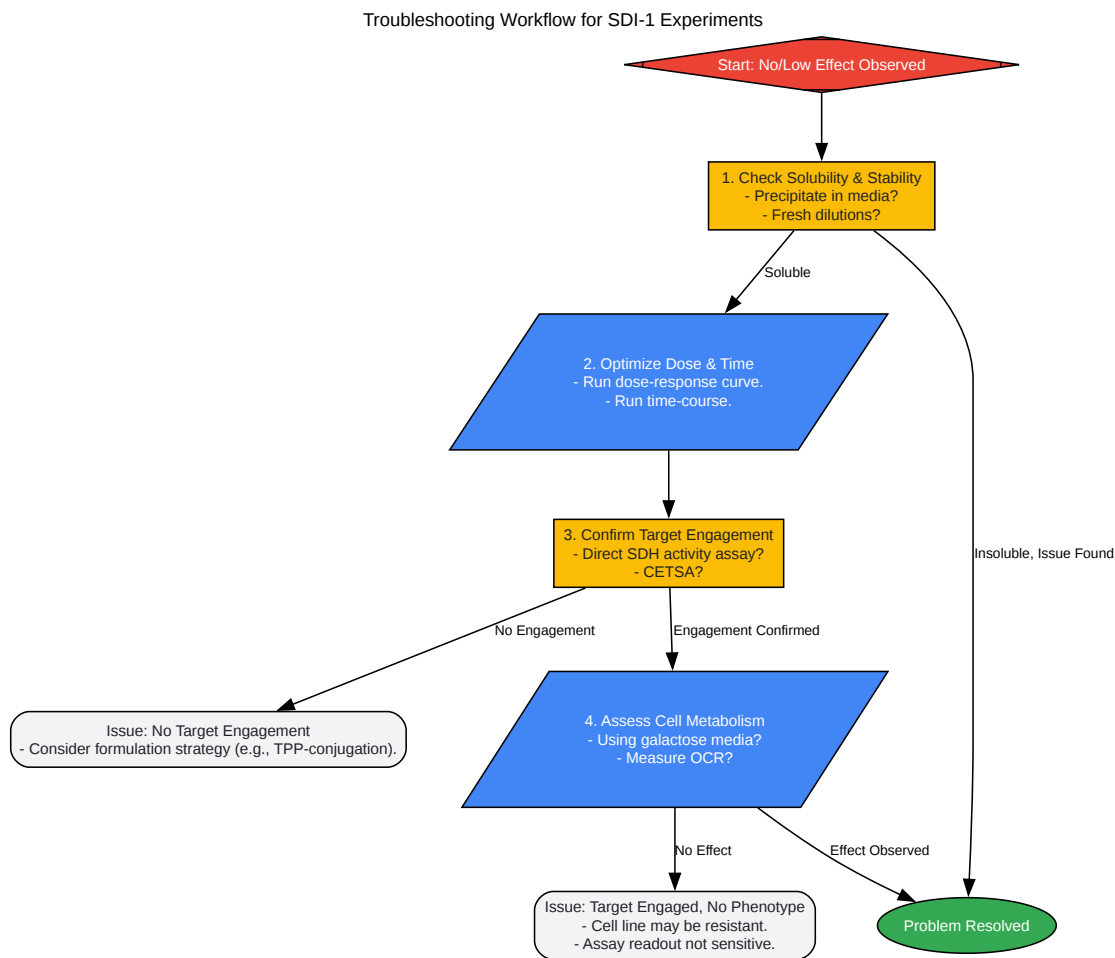 Troubleshooting Workflow for SDI-1 Experiments
Start: No/Low Effect Observed
1. Check Solubility & Stability
- Precipitate in media?
- Fresh dilutions?
Soluble
2. Optimize Dose & Time
- Run dose-response curve.
- Run time-course.
3. Confirm Target Engagement
- Direct SDH activity assay?
- CETSA?
Insoluble, Issue Found
No Engagement
Engagement Confirmed
Issue: No Target Engagement
- Consider formulation strategy (e.g., TPP-conjugation).
4. Assess Cell Metabolism
- Using galactose media?
- Measure OCR?
No Effect
Effect Observed
Issue: Target Engaged, No Phenotype
- Cell line may be resistant.
- Assay readout not sensitive.
Problem Resolved